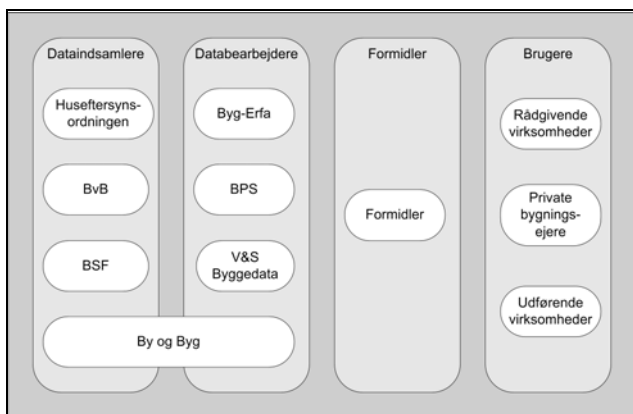 Dataindsamlere
Huseftersyns-
ordningen
BvB
BSF
By og Byg
Databearbejdere
Byg-Erfa
BPS
V&S
Byggedata
Formidler
Formidler
Brugere
Rådgivende
virksomheder
Private
bygnings-
ejere
Udførende
virksomheder